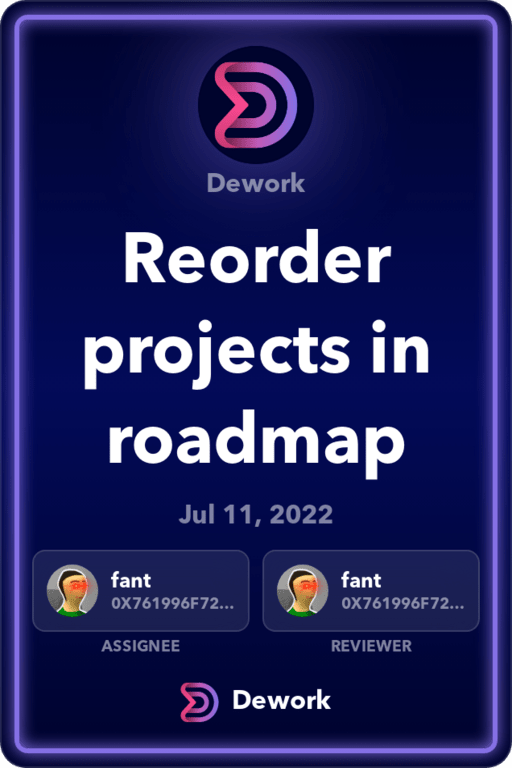 Dework
Reorder
projects in
roadmap
Jul 11, 2022
fant
0X761996F72...
ASSIGNEE
fant
0X761996F72...
REVIEWER
Dework